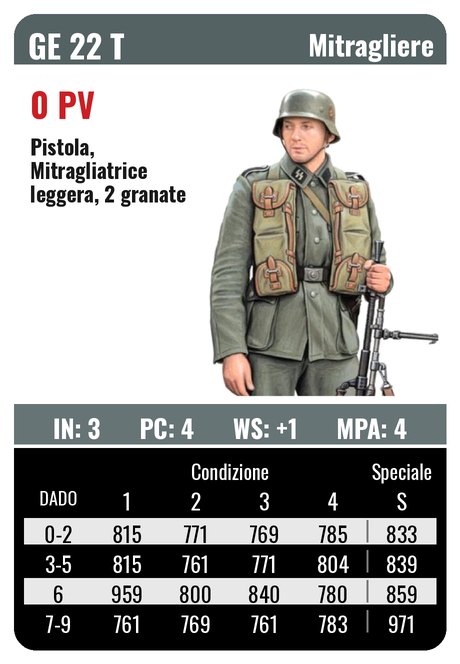 GE 22 T
Mitragliere
0 PV
Pistola,
Mitragliatrice
leggera, 2 granate
IN: 3 PC: 4 WS: +1 MPA: 4
Condizione Speciale
DADO 1 2 3 4 S
0-2 815 771 769 785 833
3-5 815 761 771 804 839
6 959 800 840 780 859
7-9 761 769 761 783 971